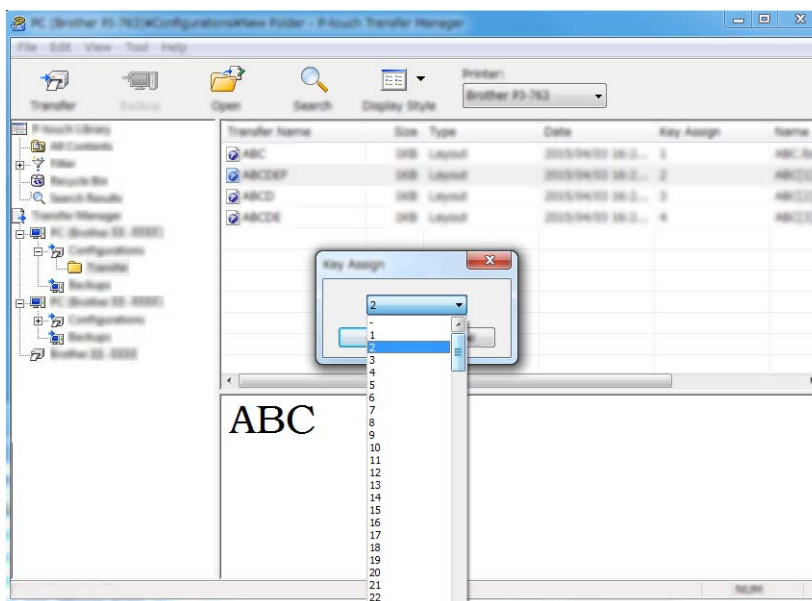 PC (Brother PJ-763)¥Configurations¥New Folder - P-touch Transfer Manager
File Edit View Tool Help
Transfer Backup Open Search Display Style
Printer:
Brother PJ-763
P-touch Library
All Contents
Filter
Recycle Bin
Search Results
Transfer Manager
Configurations
Transfer
Backups
Configurations
Backups
Transfer Name Size Type Date Key Assign Name
ABC 1KB Layout 1
ABCDEF 1KB Layout 2
ABCD 1KB Layout 3
ABCDE 1KB Layout 4
Key Assign
2
-
1
2
3
4
5
6
7
8
9
10
11
12
13
14
15
16
17
18
19
20
21
22
ABC
NUM